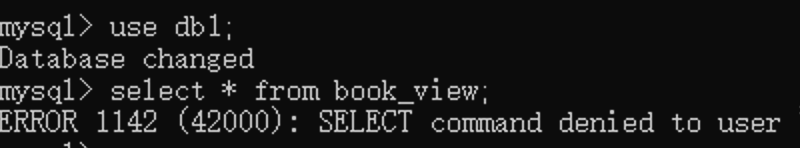 mysql> use db1;
Database changed
mysql> select * from book_view;
ERROR 1142 (42000): SELECT command denied to user